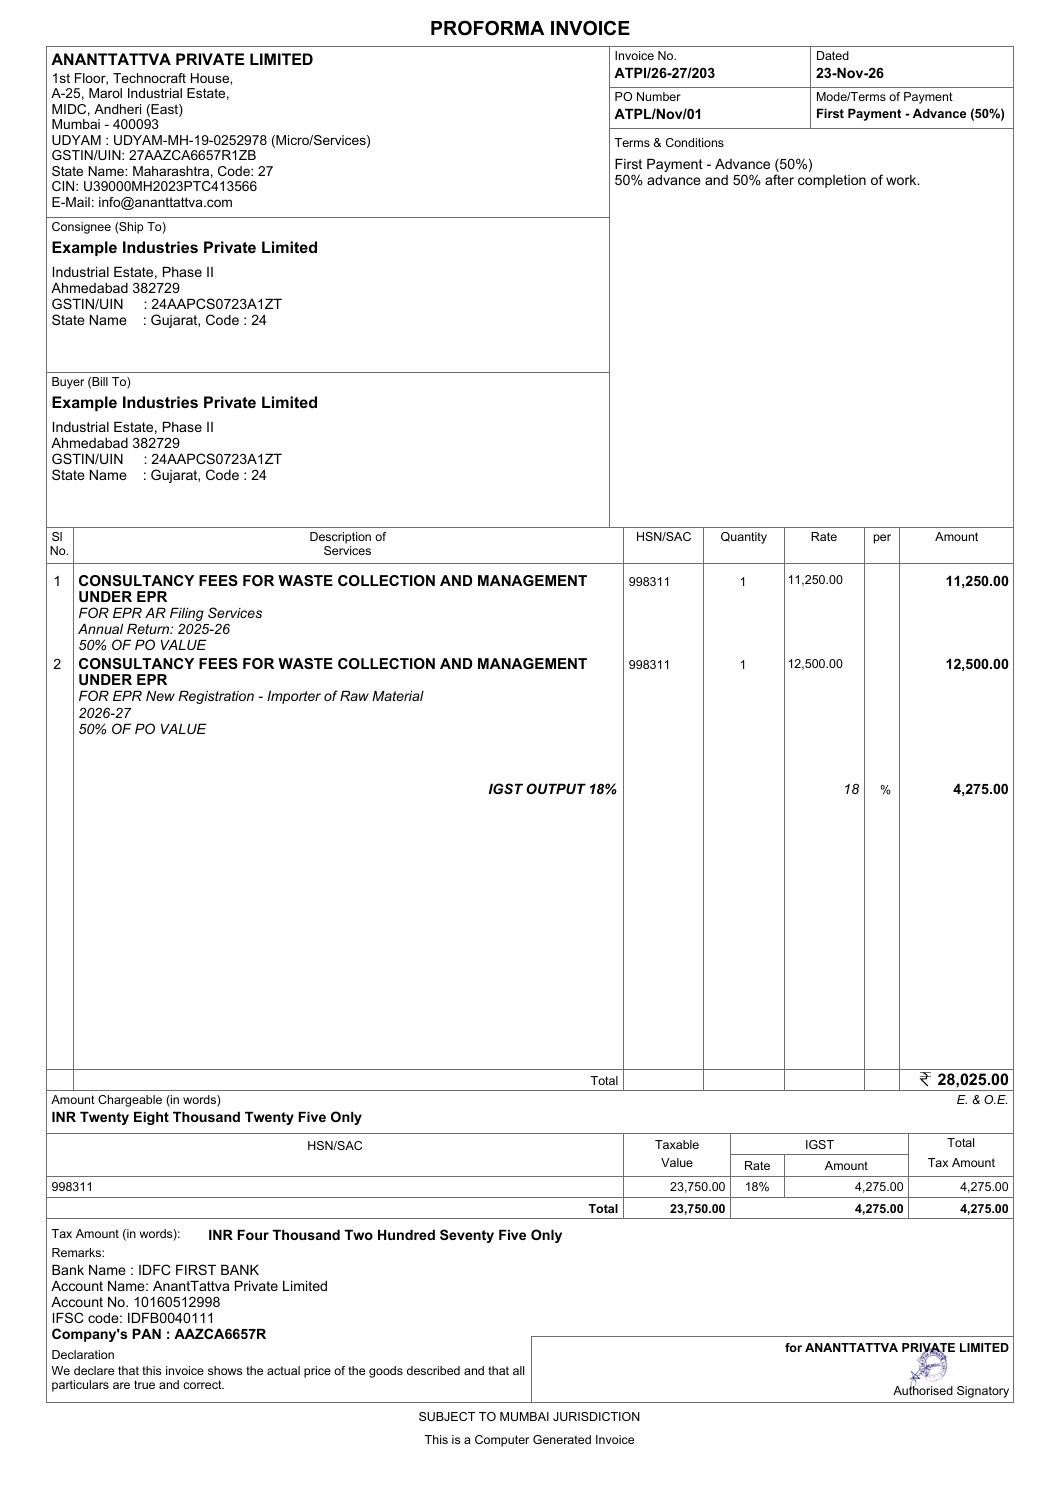 PROFORMA INVOICE
ANANTTATTVA PRIVATE LIMITED
1st Floor, Technocraft House,
A-25, Marol Industrial Estate,
MIDC, Andheri (East)
Mumbai - 400093
UDYAM : UDYAM-MH-19-0252978 (Micro/Services)
GSTIN/UIN: 27AAZCA6657R1ZB
State Name: Maharashtra, Code: 27
CIN: U39000MH2023PTC413566
E-Mail: info@ananttattva.com
Invoice No.
ATPI/26-27/203
Dated
23-Nov-26
PO Number
ATPL/Nov/01
Mode/Terms of Payment
First Payment - Advance (50%)
Terms & Conditions
First Payment - Advance (50%)
50% advance and 50% after completion of work.
Consignee (Ship To)
Example Industries Private Limited
Industrial Estate, Phase II
Ahmedabad 382729
GSTIN/UIN : 24AAPCS0723A1ZT
State Name : Gujarat, Code : 24
Buyer (Bill To)
Example Industries Private Limited
Industrial Estate, Phase II
Ahmedabad 382729
GSTIN/UIN : 24AAPCS0723A1ZT
State Name : Gujarat, Code : 24
Sl No. Description of Services HSN/SAC Quantity Rate per Amount
1 CONSULTANCY FEES FOR WASTE COLLECTION AND MANAGEMENT 998311 1 11,250.00 11,250.00
UNDER EPR
FOR EPR AR Filing Services
Annual Return: 2025-26
50% OF PO VALUE
2 CONSULTANCY FEES FOR WASTE COLLECTION AND MANAGEMENT 998311 1 12,500.00 12,500.00
UNDER EPR
FOR EPR New Registration - Importer of Raw Material
2026-27
50% OF PO VALUE
IGST OUTPUT 18% 18 % 4,275.00
Total ₹ 28,025.00
Amount Chargeable (in words) E. & O.E.
INR Twenty Eight Thousand Twenty Five Only
HSN/SAC Taxable Value IGST Total Tax Amount
Rate Amount
998311 23,750.00 18% 4,275.00 4,275.00
Total 23,750.00 4,275.00 4,275.00
Tax Amount (in words): INR Four Thousand Two Hundred Seventy Five Only
Remarks:
Bank Name : IDFC FIRST BANK
Account Name: AnantTattva Private Limited
Account No. 10160512998
IFSC code: IDFB0040111
Company's PAN : AAZCA6657R
Declaration
We declare that this invoice shows the actual price of the goods described and that all
particulars are true and correct.
for ANANTTATTVA PRIVATE LIMITED
Authorised Signatory
SUBJECT TO MUMBAI JURISDICTION
This is a Computer Generated Invoice